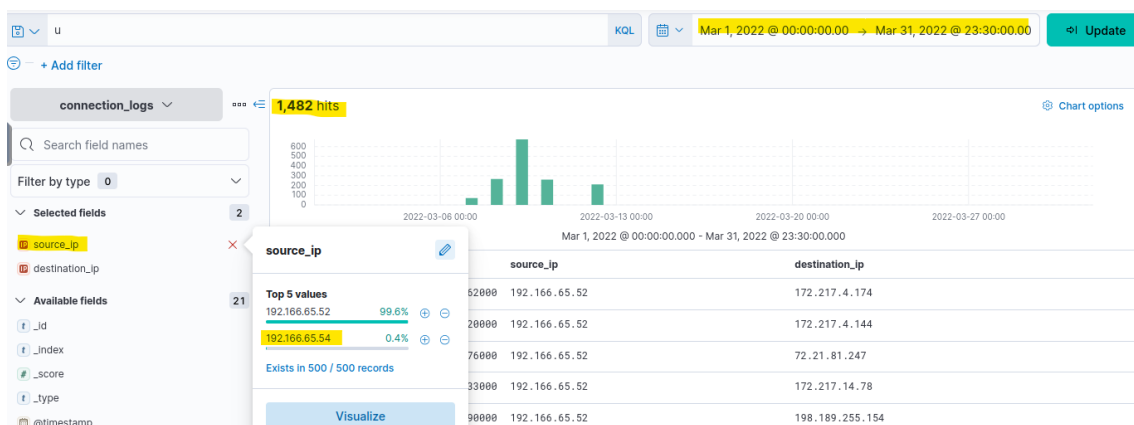 u KQL Mar 1, 2022 @ 00:00:00.00 → Mar 31, 2022 @ 23:30:00.00 Update
+ Add filter
connection_logs
1,482 hits
Chart options
Search field names
Filter by type 0
Selected fields 2
source_ip
destination_ip
Available fields 21
_id
_index
_score
_type
@timestamp
600
500
400
300
200
100
0
2022-03-06 00:00 2022-03-13 00:00 2022-03-20 00:00 2022-03-27 00:00
Mar 1, 2022 @ 00:00:00.000 - Mar 31, 2022 @ 23:30:00.000
source_ip
Top 5 values
192.166.65.52 99.6%
192.166.65.54 0.4%
Exists in 500 / 500 records
Visualize
source_ip destination_ip
62000 192.166.65.52 172.217.4.174
20000 192.166.65.52 172.217.4.144
76000 192.166.65.52 72.21.81.247
33000 192.166.65.52 172.217.14.78
90000 192.166.65.52 198.189.255.154